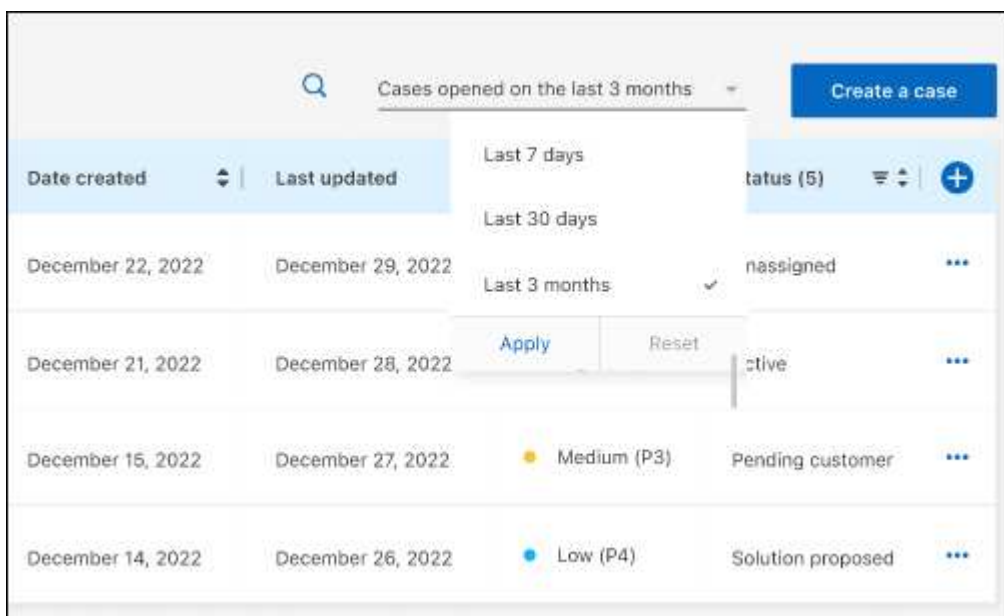 Cases opened on the last 3 months
Create a case
Last 7 days
Date created
Last updated
tatus (5)
Last 30 days
December 22, 2022
December 29, 2022
nassigned
Last 3 months
Apply
Reset
December 21, 2022
December 28, 2022
ctive
December 15, 2022
December 27, 2022
Medium (P3)
Pending customer
December 14, 2022
December 26, 2022
Low (P4)
Solution proposed